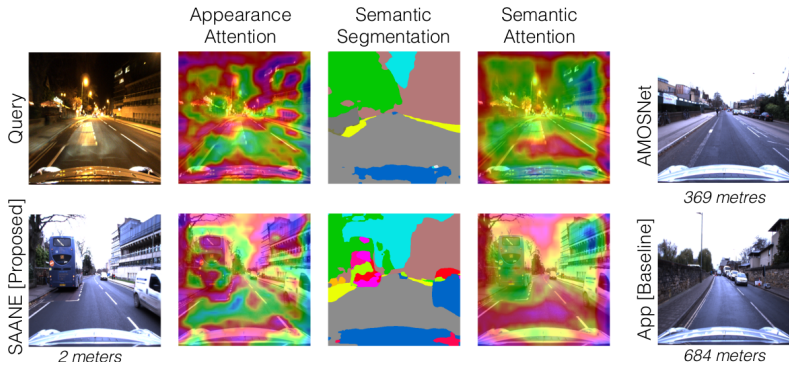 Appearance
Attention
Semantic
Segmentation
Semantic
Attention
Query
AMOSNet
369 metres
SAANE [Proposed]
2 meters
App [Baseline]
684 meters